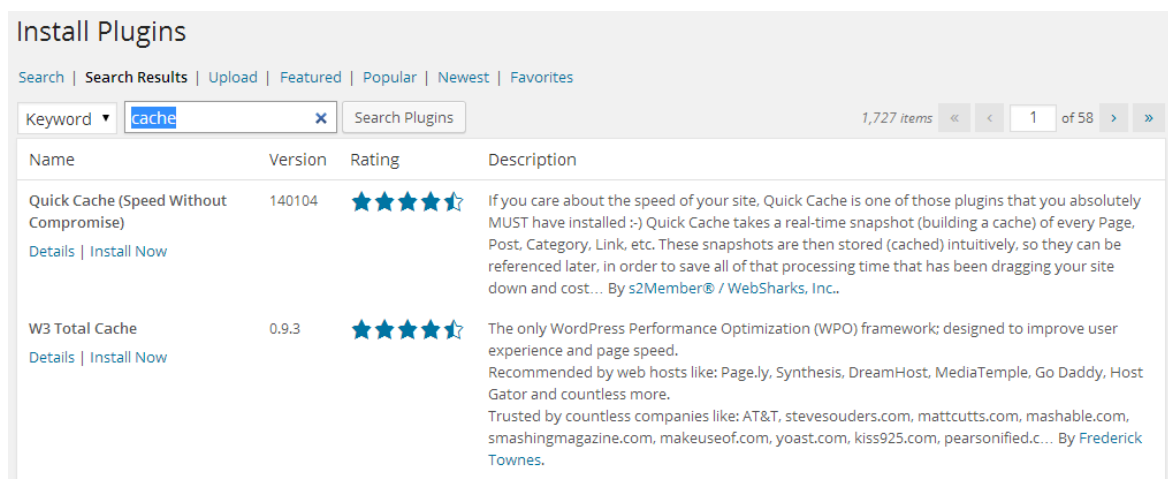 Install Plugins
Search | Search Results | Upload | Featured | Popular | Newest | Favorites
Keyword cache × Search Plugins 1,727 items « ‹ 1 of 58 › »
Name Version Rating Description
Quick Cache (Speed Without 140104 If you care about the speed of your site, Quick Cache is one of those plugins that you absolutely
Compromise) MUST have installed :-) Quick Cache takes a real-time snapshot (building a cache) of every Page,
Details | Install Now Post, Category, Link, etc. These snapshots are then stored (cached) intuitively, so they can be
referenced later, in order to save all of that processing time that has been dragging your site
down and cost… By s2Member® / WebSharks, Inc..
W3 Total Cache 0.9.3 The only WordPress Performance Optimization (WPO) framework; designed to improve user
Details | Install Now experience and page speed.
Recommended by web hosts like: Page.ly, Synthesis, DreamHost, MediaTemple, Go Daddy, Host
Gator and countless more.
Trusted by countless companies like: AT&T, stevesouders.com, mattcutts.com, mashable.com,
smashingmagazine.com, makeuseof.com, yoast.com, kiss925.com, pearsonified.c… By Frederick
Townes.